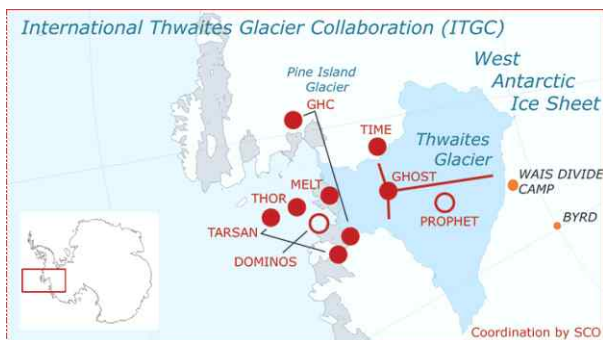 International Thwaites Glacier Collaboration (ITGC)
Pine Island
Glacier
GHC
West
Antarctic
Ice Sheet
TIME
Thwaites
Glacier
GHOST
WAIS DIVIDE
CAMP
MELT
THOR
PROPHET
BYRD
TARSAN
DOMINOS
Coordination by SCO